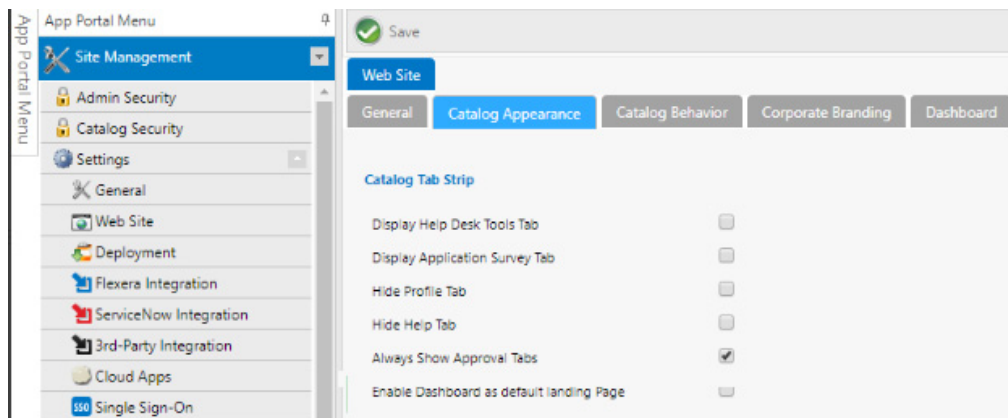 App Portal Menu
App Portal Menu
Site Management
Admin Security
Catalog Security
Settings
General
Web Site
Deployment
Flexera Integration
ServiceNow Integration
3rd-Party Integration
Cloud Apps
SSO Single Sign-On
Save
Web Site
General Catalog Appearance Catalog Behavior Corporate Branding Dashboard
Catalog Tab Strip
Display Help Desk Tools Tab
Display Application Survey Tab
Hide Profile Tab
Hide Help Tab
Always Show Approval Tabs
Enable Dashboard as default landing Page